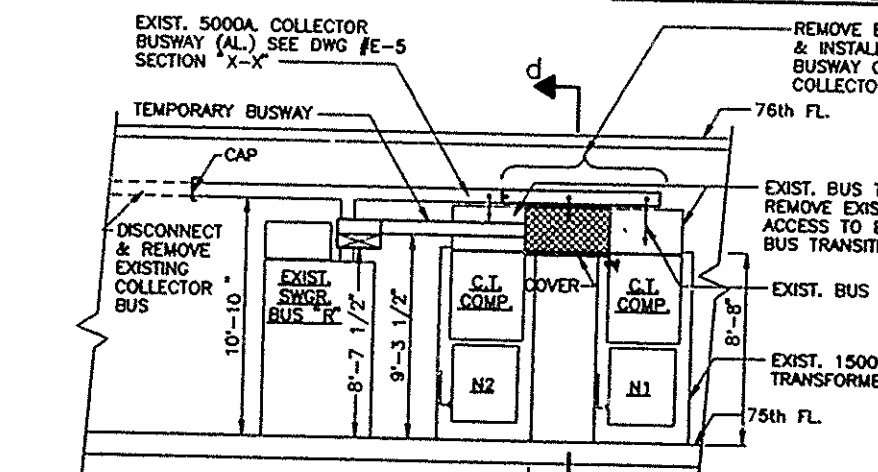 EXIST. 5000A. COLLECTOR
BUSWAY (AL.) SEE DWG #E-5
SECTION "X-X"
TEMPORARY BUSWAY
CAP
d
REMOVE
& INSTAL
BUSWAY
COLLECTO
76th FL.
DISCONNECT
& REMOVE
EXISTING
COLLECTOR
BUS
EXIST. BUS
REMOVE EXIS
ACCESS TO
BUS TRANSITI
EXIST.
SWGR.
BUS "R"
C.T.
COMP.
COVER
C.T.
COMP.
EXIST. BUS
10'-10"
8'-7 1/2"
9'-3 1/2"
8'-8"
N2
N1
EXIST. 1500
TRANSFORME
75th FL.